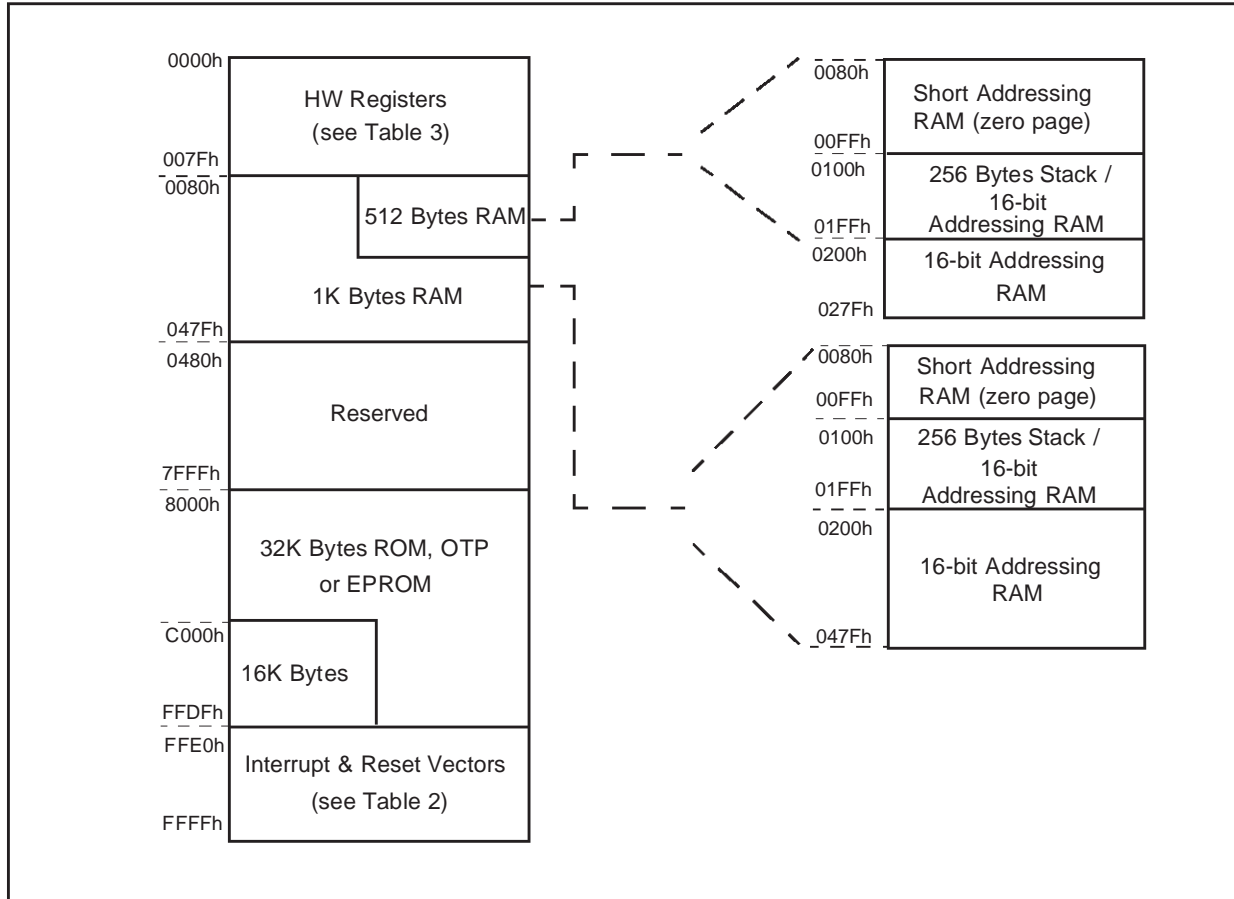 0000h
HW Registers
(see Table 3)
007Fh
0080h
512 Bytes RAM
1K Bytes RAM
047Fh
0480h
Reserved
7FFFh
8000h
32K Bytes ROM, OTP
or EPROM
C000h
16K Bytes
FFDFh
FFE0h
Interrupt & Reset Vectors
(see Table 2)
FFFFh
0080h
Short Addressing
RAM (zero page)
00FFh
0100h
256 Bytes Stack /
16-bit
Addressing RAM
01FFh
0200h
16-bit Addressing
RAM
027Fh
0080h
Short Addressing
RAM (zero page)
00FFh
0100h
256 Bytes Stack /
16-bit
Addressing RAM
01FFh
0200h
16-bit Addressing
RAM
047Fh